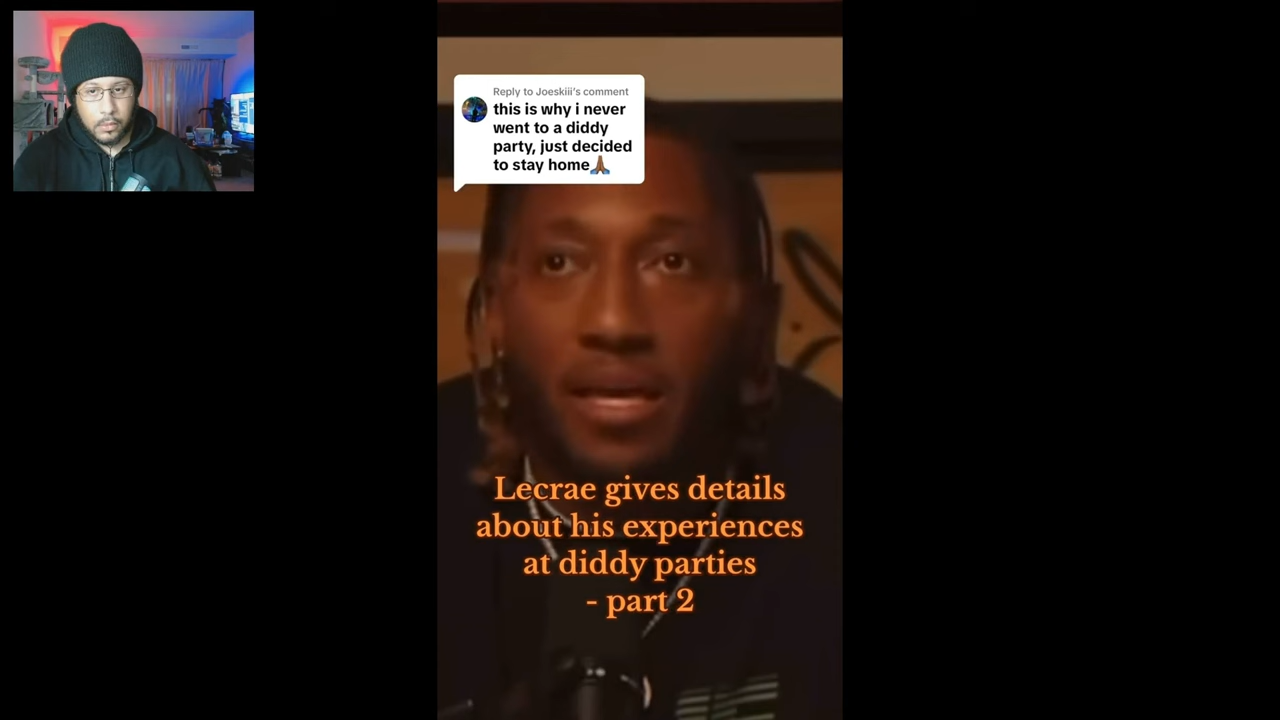 Reply to Joeskiii's comment
this is why i never
went to a diddy
party, just decided
to stay home🙏🏾
Lecrae gives details
about his experiences
at diddy parties
- part 2